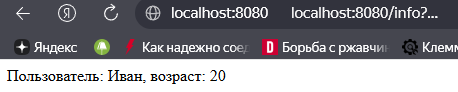 localhost:8080 localhost:8080/info?...
Яндекс Как надежно соед Борьба с ржавчин Клемм
Пользователь: Иван, возраст: 20